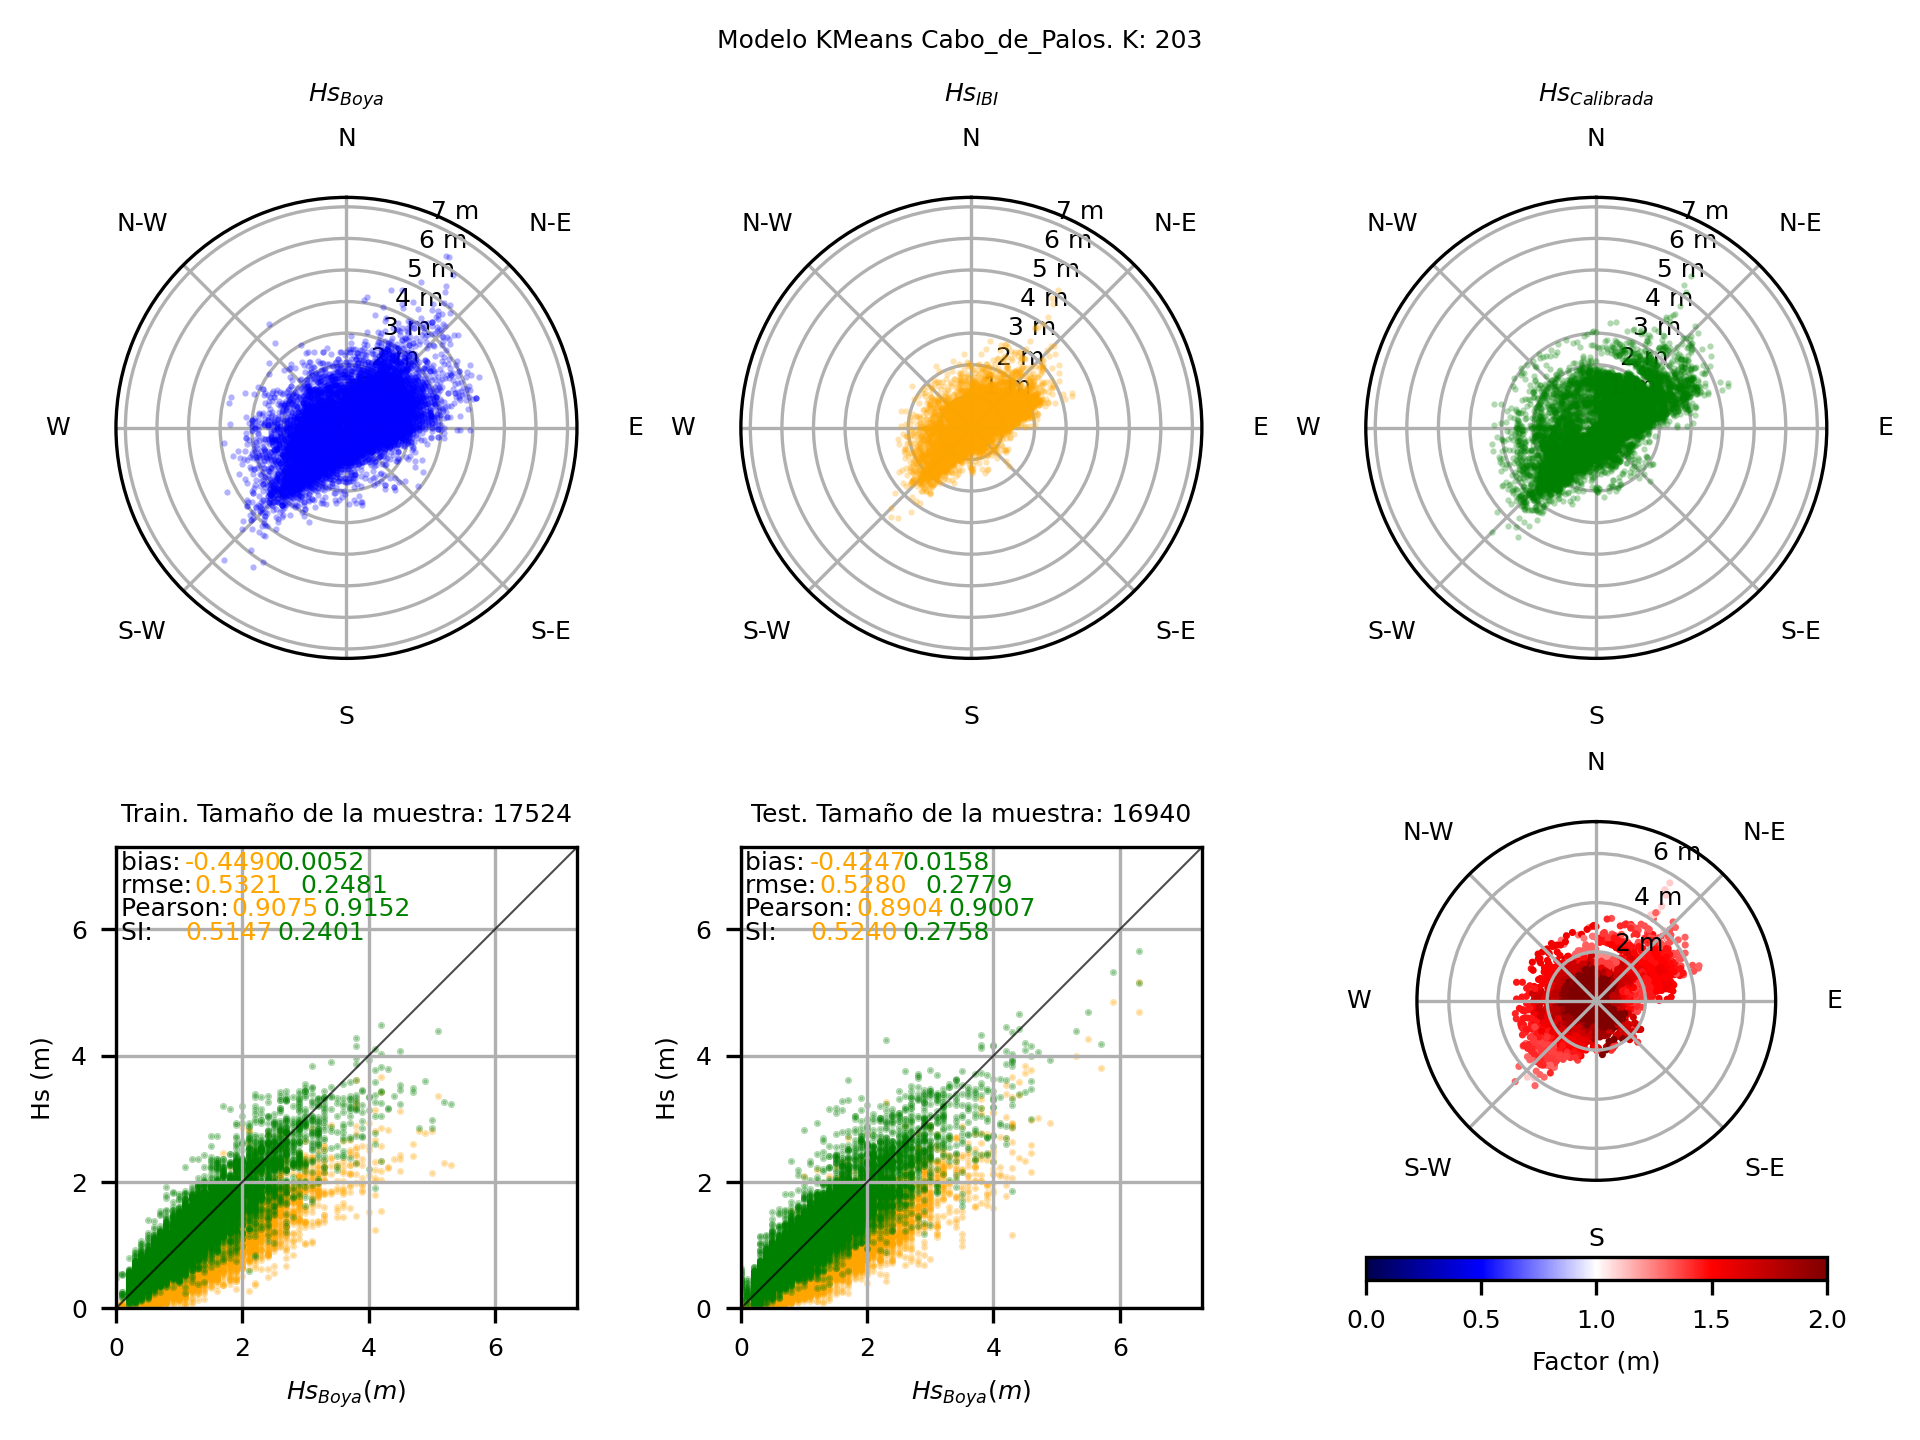 Modelo KMeans Cabo_de_Palos. K: 203
Hs_Boya
N
N-W
N-E
7 m
6 m
5 m
4 m
3 m
2 m
W
E
S-W
S-E
S
Hs_IBI
N
N-W
N-E
7 m
6 m
5 m
4 m
3 m
2 m
1 m
W
E
S-W
S-E
S
Hs_Calibrada
N
N-W
N-E
7 m
6 m
5 m
4 m
3 m
2 m
W
E
S-W
S-E
S
Train. Tamaño de la muestra: 17524
bias: -0.4490 0.0052
rmse: 0.5321 0.2481
Pearson: 0.9075 0.9152
SI: 0.5147 0.2401
6
4
2
0
Hs (m)
0 2 4 6
Hs_Boya(m)
Test. Tamaño de la muestra: 16940
bias: -0.4247 0.0158
rmse: 0.5280 0.2779
Pearson: 0.8904 0.9007
SI: 0.5240 0.2758
6
4
2
0
Hs (m)
0 2 4 6
Hs_Boya(m)
N
N-W
N-E
6 m
4 m
2 m
W
E
S-W
S-E
S
0.0 0.5 1.0 1.5 2.0
Factor (m)